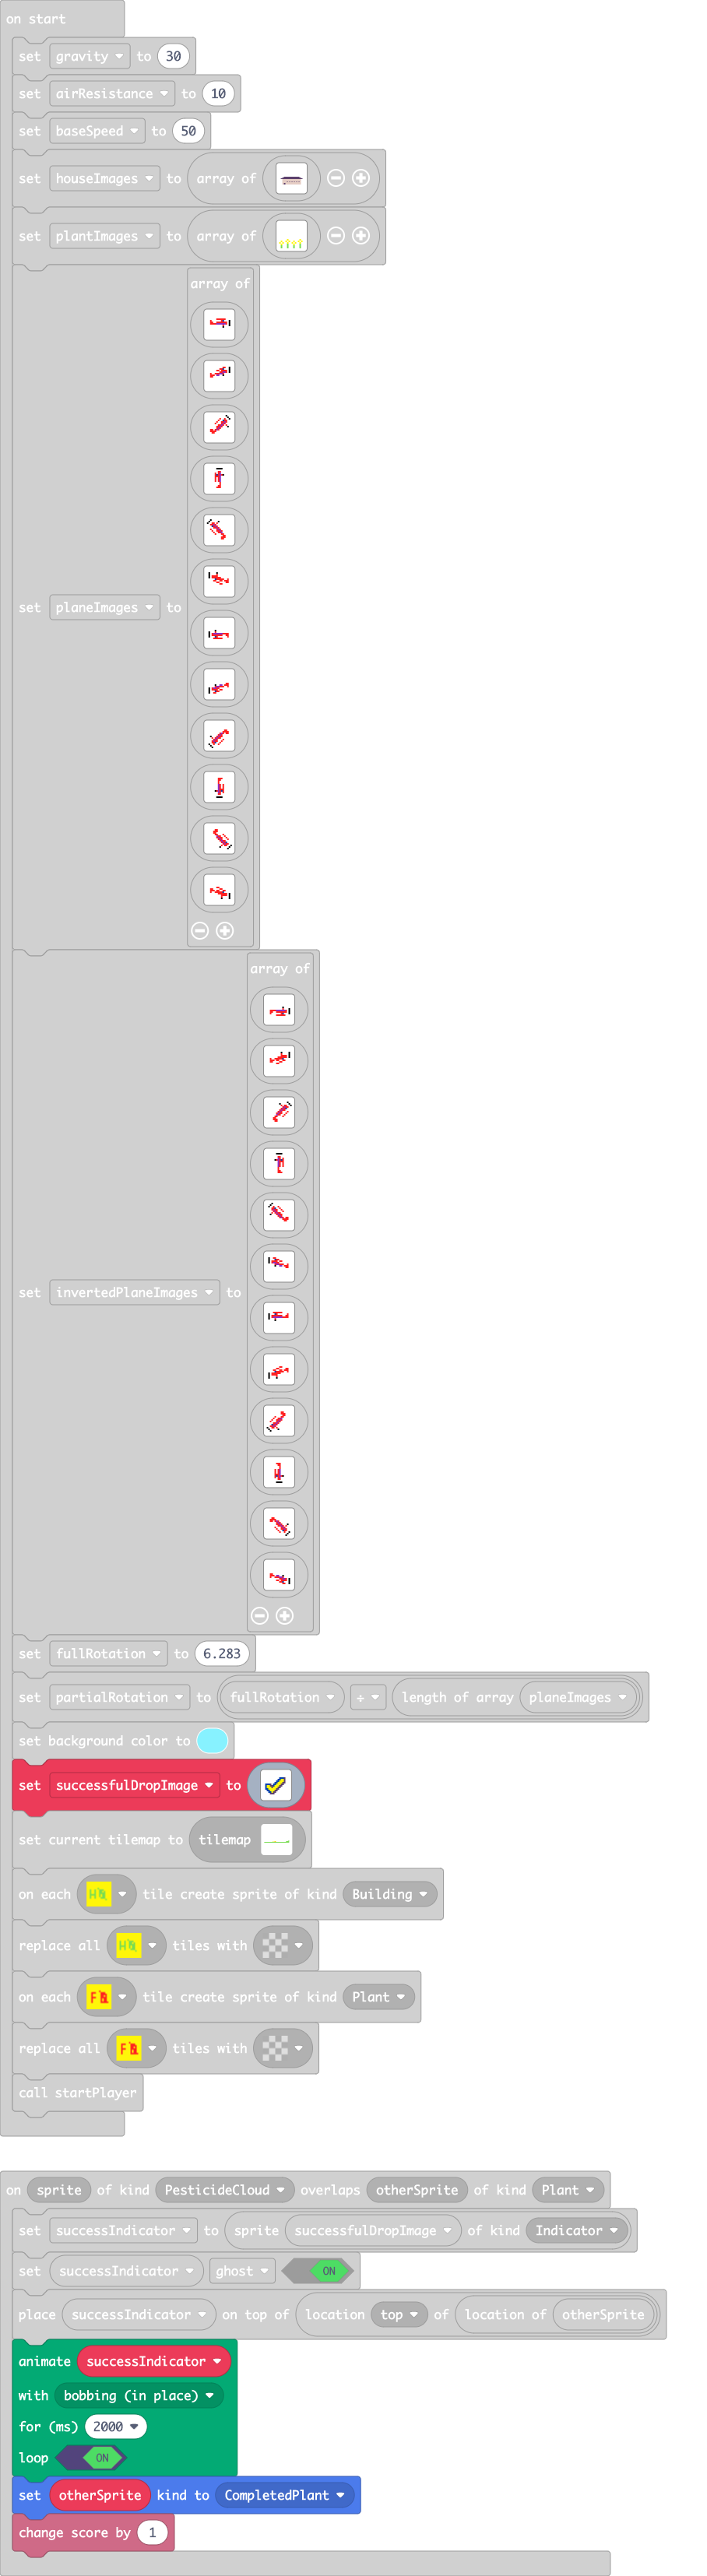 on start
set gravity to 30
set airResistance to 10
set baseSpeed to 50
set houseImages to array of
set plantImages to array of
array of
set planeImages to
array of
set invertedPlaneImages to
set fullRotation to 6.283
set partialRotation to fullRotation ÷ length of array planeImages
set background color to
set successfulDropImage to
set current tilemap to tilemap
on each tile create sprite of kind Building
replace all tiles with
on each tile create sprite of kind Plant
replace all tiles with
call startPlayer
on sprite of kind PesticideCloud overlaps otherSprite of kind Plant
set successIndicator to sprite successfulDropImage of kind Indicator
set successIndicator ghost ON
place successIndicator on top of location top of location of otherSprite
animate successIndicator
with bobbing (in place)
for (ms) 2000
loop ON
set otherSprite kind to CompletedPlant
change score by 1